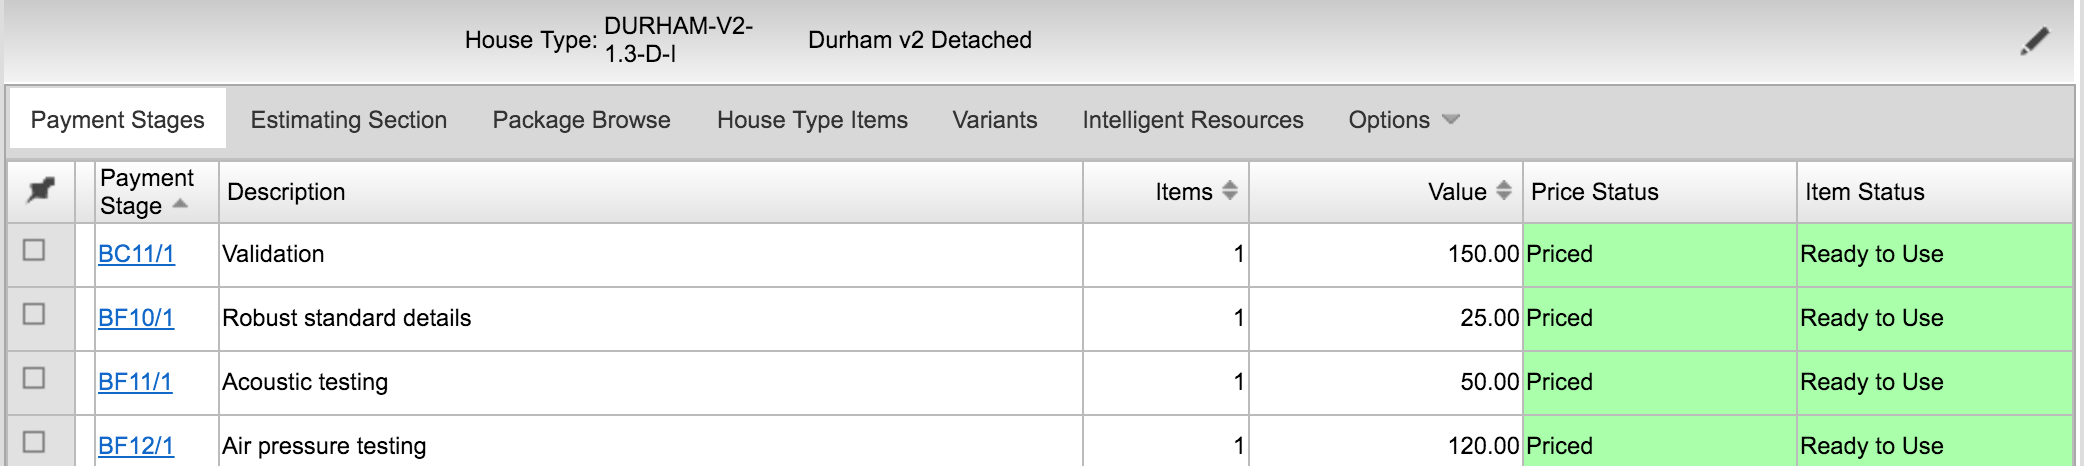 House Type: DURHAM-V2-
1.3-D-I
Durham v2 Detached
Payment Stages Estimating Section Package Browse House Type Items Variants Intelligent Resources Options
Payment
Stage
Description Items Value Price Status Item Status
BC11/1 Validation 1 150.00 Priced Ready to Use
BF10/1 Robust standard details 1 25.00 Priced Ready to Use
BF11/1 Acoustic testing 1 50.00 Priced Ready to Use
BF12/1 Air pressure testing 1 120.00 Priced Ready to Use